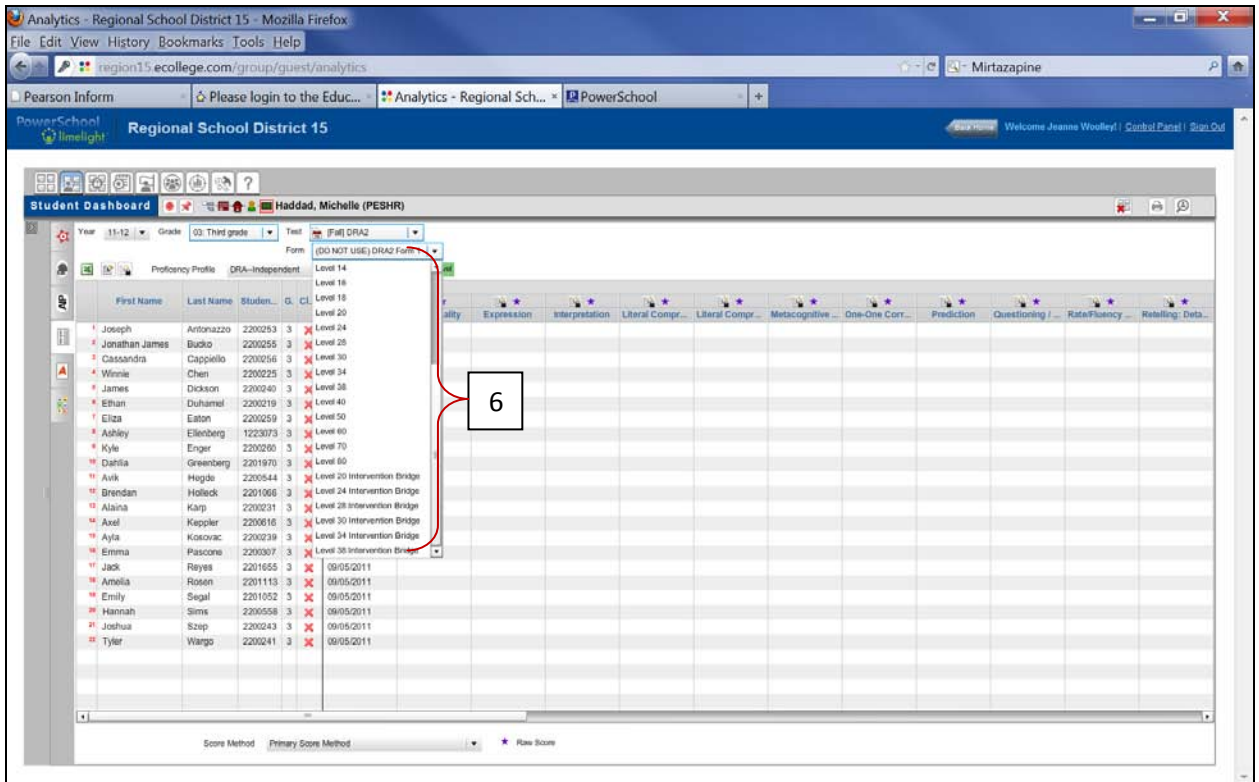 Analytics - Regional School District 15 - Mozilla Firefox
File Edit View History Bookmarks Tools Help
region15.ecollege.com/group/guest/analytics
Mirtazapine
Pearson Inform
Please login to the Educ...
Analytics - Regional Sch...
PowerSchool
PowerSchool limelight
Regional School District 15
Back Home
Welcome Jeanne Woolley! | Control Panel | Sign Out
?
Student Dashboard
Haddad, Michelle (PESHR)
Year 11-12 Grade 03: Third grade Test [Fall] DRA2
Form (DO NOT USE) DRA2 Form 1
Proficiency Profile DRA--Independent
First Name Last Name Studen... G. Cl. Expression Interpretation Literal Compr... Literal Compr... Metacognitive ... One-One Corr... Prediction Questioning / ... Rate/Fluency ... Retelling: Deta...
Level 14
Level 16
Level 18
Level 20
Level 24
Level 28
Level 30
Level 34
Level 38
Level 40
Level 50
Level 60
Level 70
Level 80
Level 20 Intervention Bridge
Level 24 Intervention Bridge
Level 28 Intervention Bridge
Level 30 Intervention Bridge
Level 34 Intervention Bridge
Level 38 Intervention Bridge
6
1 Joseph Antonazzo 2200253 3
2 Jonathan James Bucko 2200255 3
3 Cassandra Cappiello 2200256 3
4 Winnie Chen 2200225 3
5 James Dickson 2200240 3
6 Ethan Duhamel 2200219 3
7 Eliza Eaton 2200259 3
8 Ashley Ellenberg 1223073 3
9 Kyle Enger 2200260 3
10 Dahlia Greenberg 2201970 3
11 Avik Hegde 2200544 3
12 Brendan Holleck 2201066 3
13 Alaina Karp 2200231 3
14 Axel Keppler 2200616 3
15 Ayla Kosovac 2200239 3
16 Emma Pascone 2200307 3
17 Jack Reyes 2201655 3 09/05/2011
18 Amelia Rosen 2201113 3 09/05/2011
19 Emily Segal 2201052 3 09/05/2011
20 Hannah Sims 2200558 3 09/05/2011
21 Joshua Szep 2200243 3 09/05/2011
22 Tyler Wargo 2200241 3 09/05/2011
Score Method Primary Score Method Raw Score